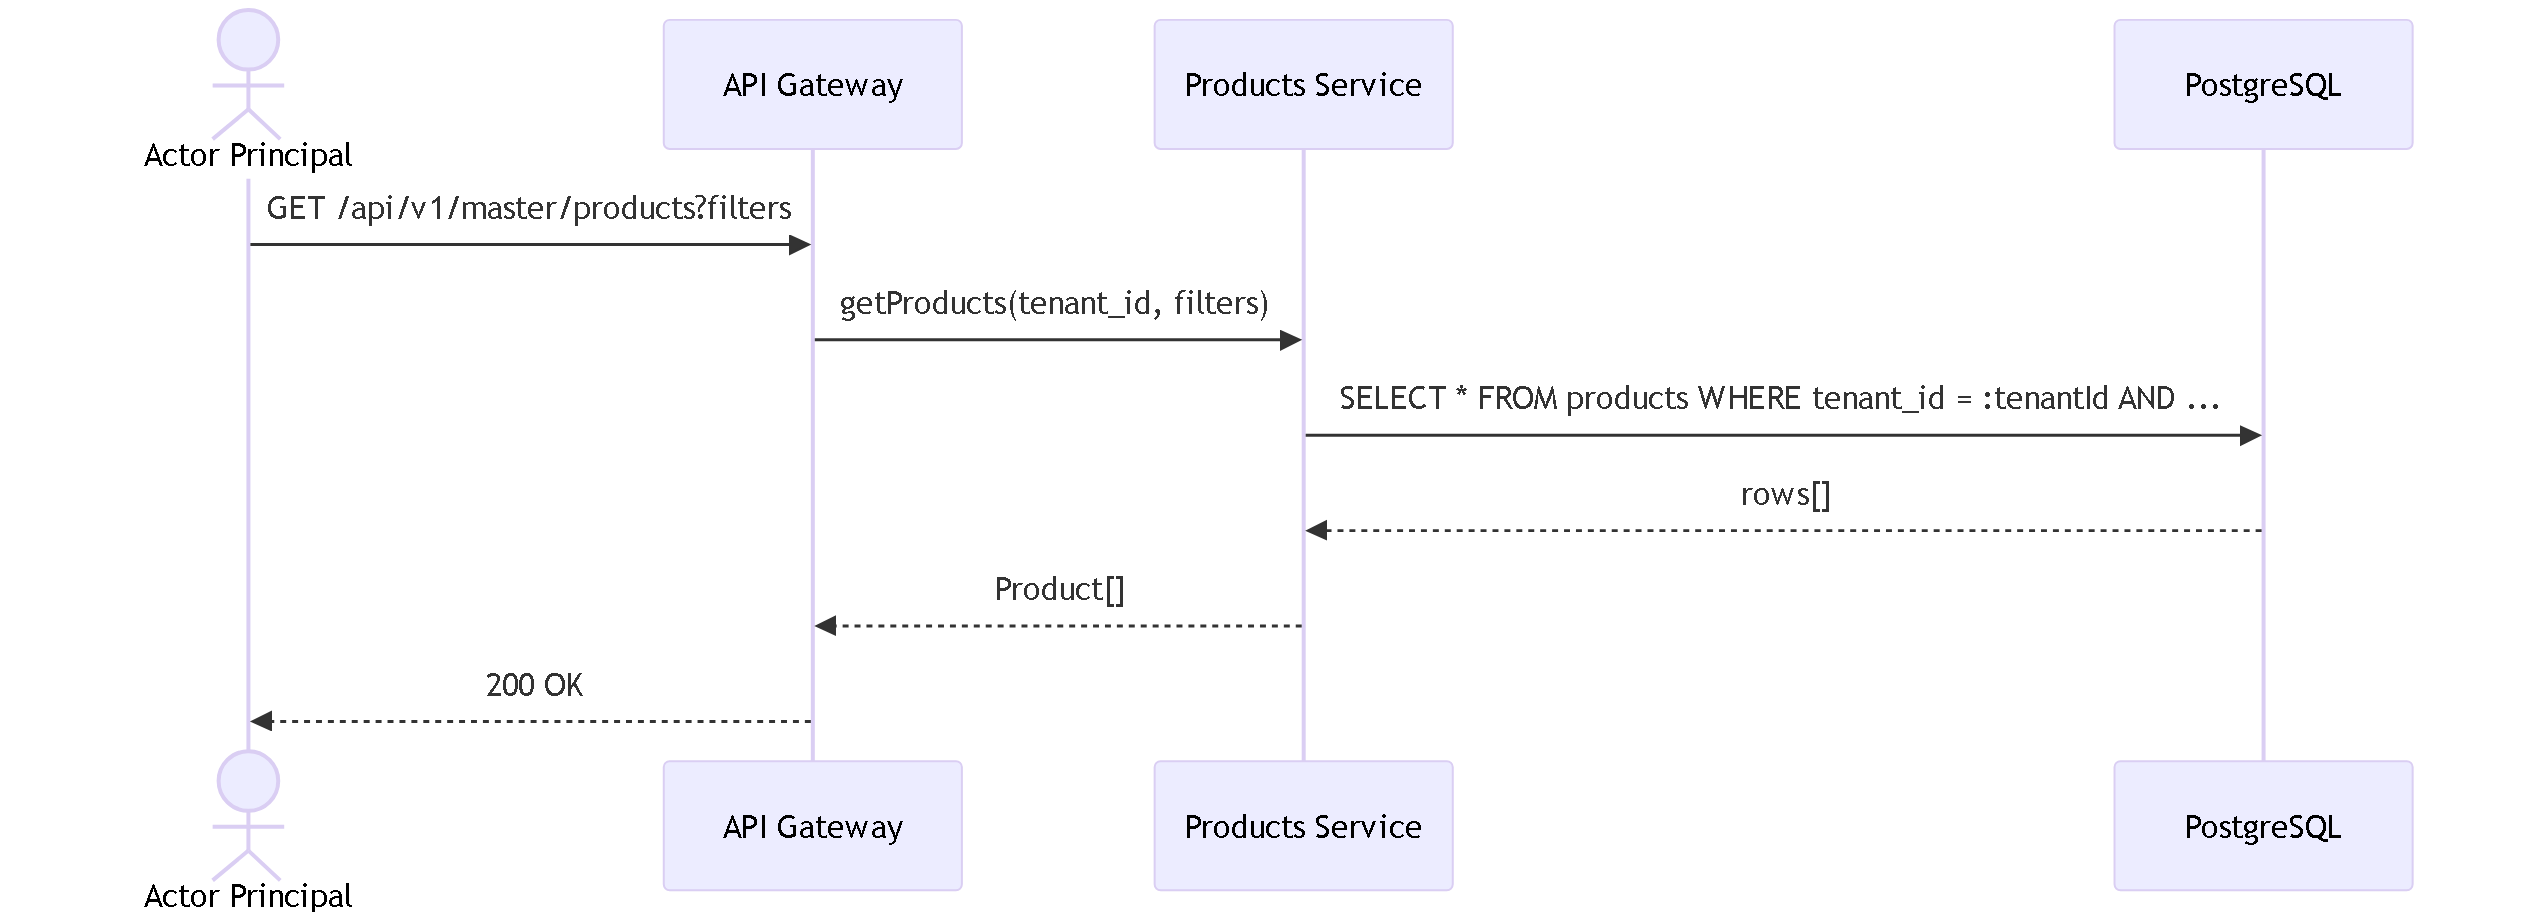 API Gateway
Products Service
PostgreSQL
Actor Principal
GET /api/v1/master/products?filters
getProducts(tenant_id, filters)
SELECT * FROM products WHERE tenant_id = :tenantId AND ...
rows[]
Product[]
200 OK
API Gateway
Products Service
PostgreSQL
Actor Principal